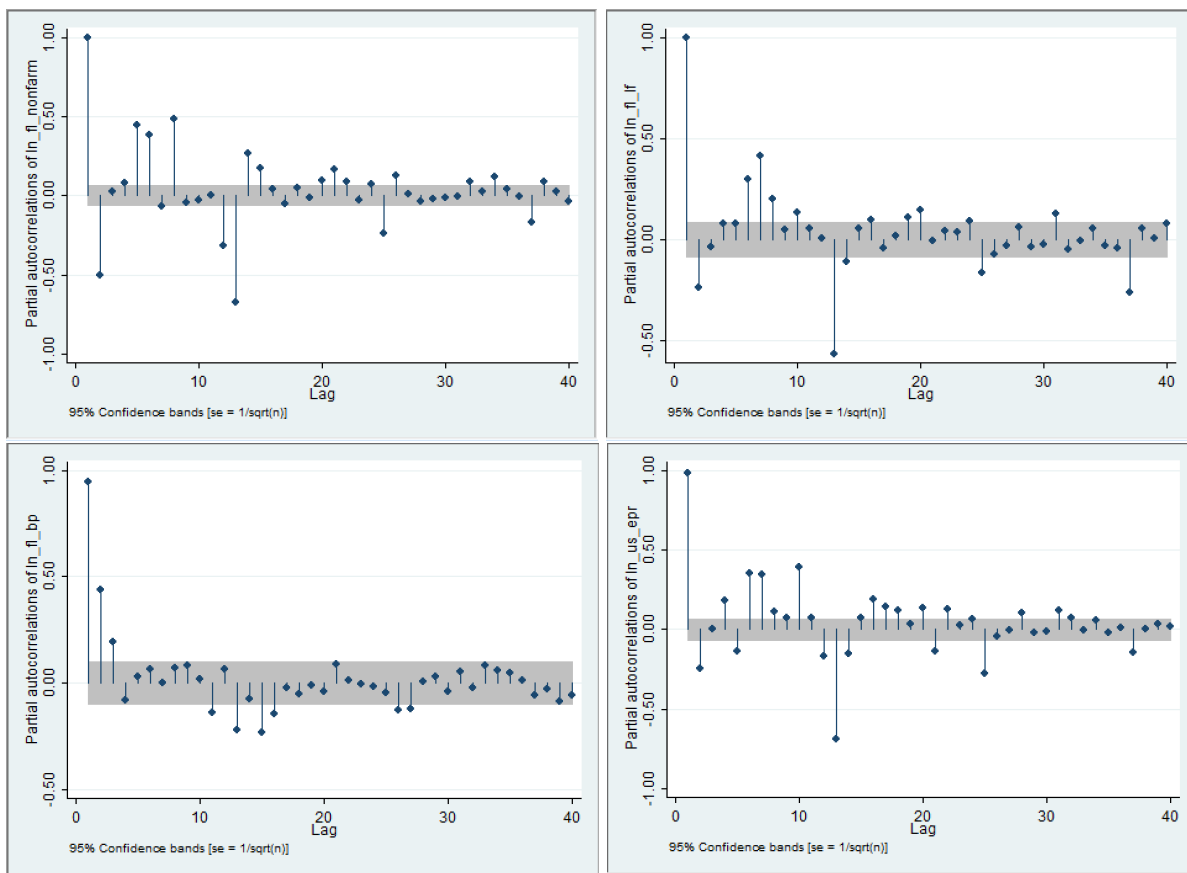 Partial autocorrelations of ln_fl_nonfarm
1.00
0.50
0.00
-0.50
-1.00
0 10 20 30 40
Lag
95% Confidence bands [se = 1/sqrt(n)]
Partial autocorrelations of ln_fl_lf
1.00
0.50
0.00
-0.50
0 10 20 30 40
Lag
95% Confidence bands [se = 1/sqrt(n)]
Partial autocorrelations of ln_fl_bp
1.00
0.50
0.00
-0.50
0 10 20 30 40
Lag
95% Confidence bands [se = 1/sqrt(n)]
Partial autocorrelations of ln_us_epr
1.00
0.50
0.00
-0.50
-1.00
0 10 20 30 40
Lag
95% Confidence bands [se = 1/sqrt(n)]